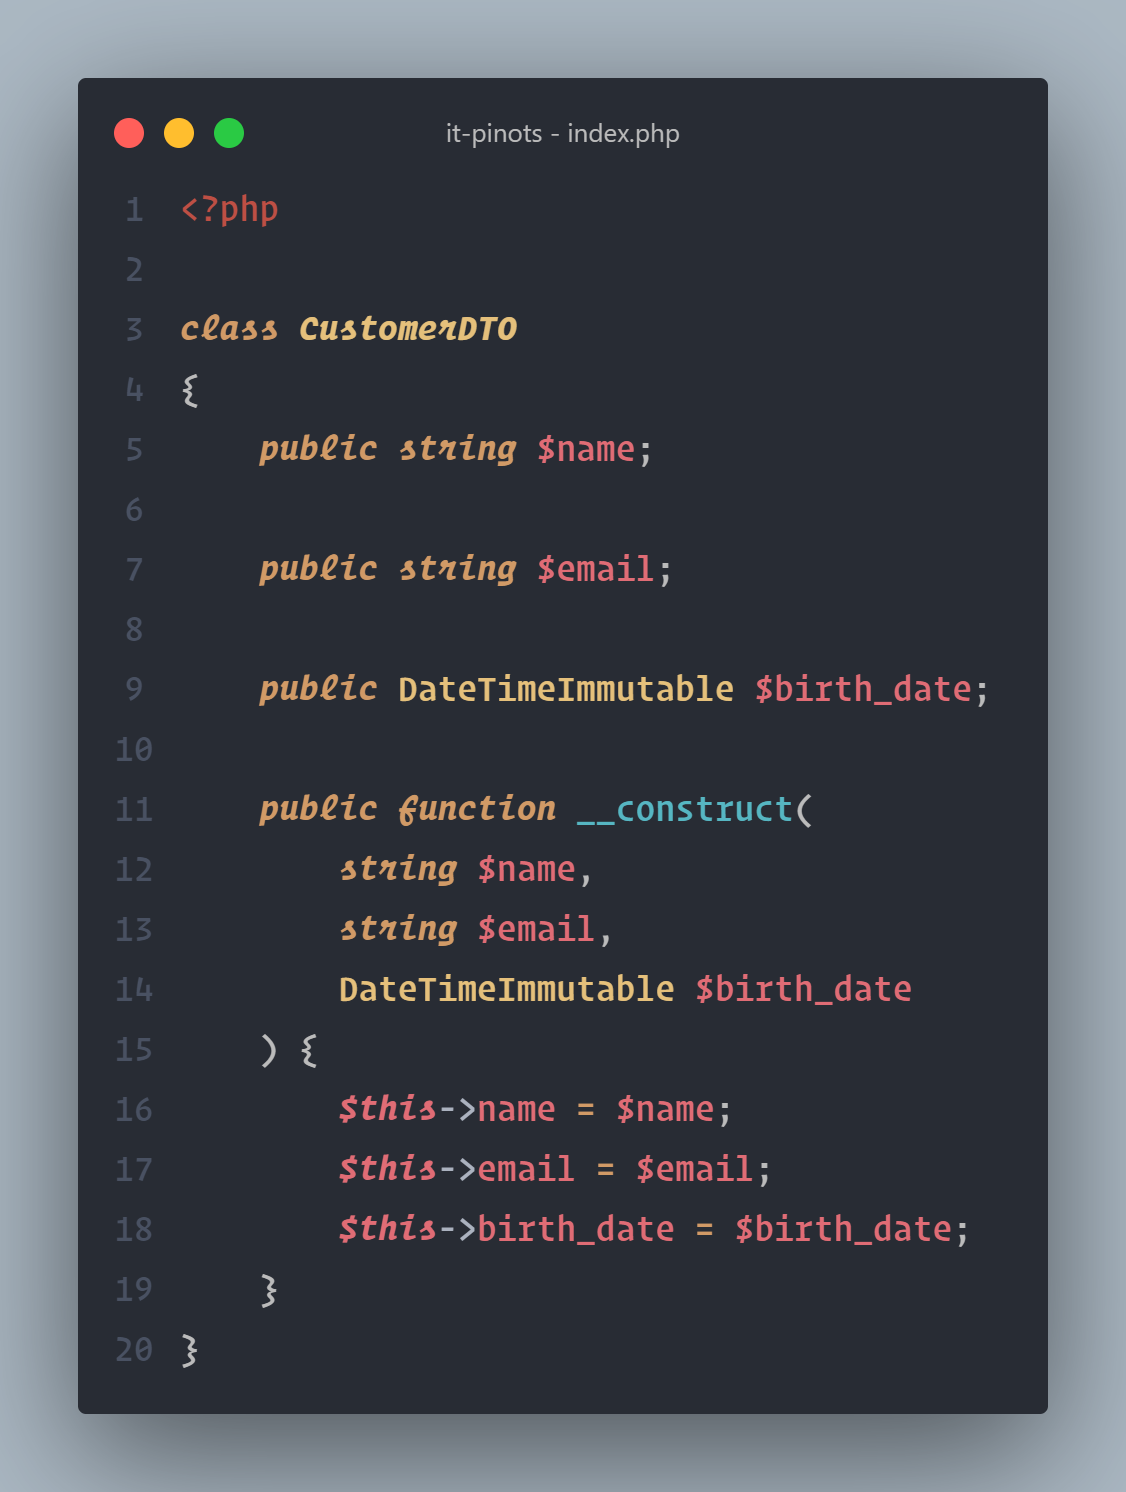 it-pinots - index.php
1 <?php
2
3 class CustomerDTO
4 {
5     public string $name;
6
7     public string $email;
8
9     public DateTimeImmutable $birth_date;
10
11     public function __construct(
12         string $name,
13         string $email,
14         DateTimeImmutable $birth_date
15     ) {
16         $this->name = $name;
17         $this->email = $email;
18         $this->birth_date = $birth_date;
19     }
20 }